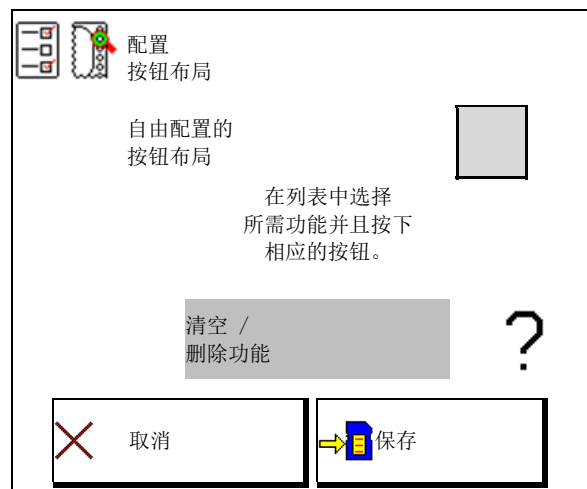 配置
按钮布局
自由配置的
按钮布局
在列表中选择
所需功能并且按下
相应的按钮。
清空 /
删除功能
?
取消
保存